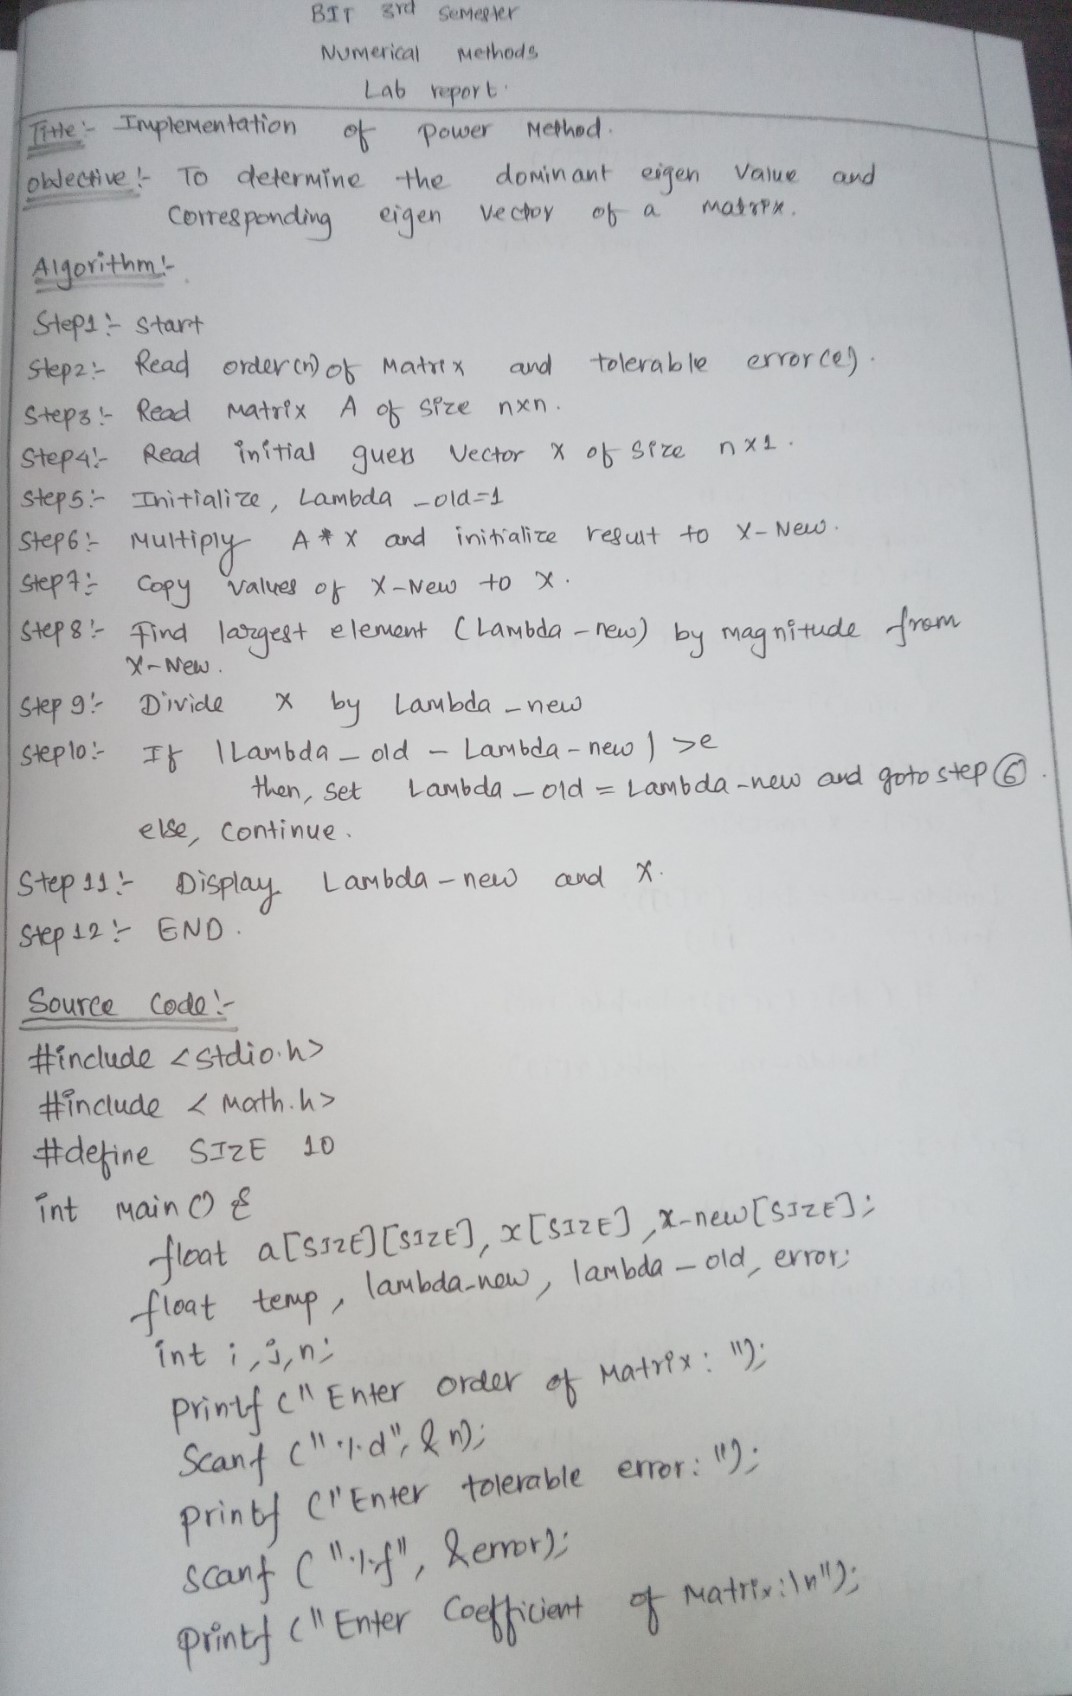 BIT 3rd Semester
Numerical Methods
Lab report.
Title:- Implementation of Power Method.
Objective:- To determine the dominant eigen value and
Corresponding eigen vector of a matrix.
Algorithm:-
Step1:- Start
Step2:- Read order(n) of Matrix and tolerable error(e).
Step3:- Read Matrix A of size nxn.
Step4:- Read initial guess Vector X of size nx1.
Step5:- Initialize, Lambda_old=1
Step6:- Multiply A*X and initialize result to X-New.
Step7:- Copy values of X-New to X.
Step8:- Find largest element (Lambda-new) by magnitude from
X-New.
Step9:- Divide X by Lambda_new
Step10:- If |Lambda_old - Lambda-new| >e
then, set Lambda_old = Lambda-new and goto step ⑥.
else, continue.
Step11:- Display Lambda-new and X.
Step12:- END.
Source Code:-
#include <stdio.h>
#include <math.h>
#define SIZE 10
int main() {
float a[SIZE][SIZE], x[SIZE], x-new[SIZE];
float temp, lambda-new, lambda_old, error;
int i,j,n;
printf ("Enter order of Matrix: ");
Scanf ("%d", &n);
printf ("Enter tolerable error: ");
scanf ("%f", &error);
printf ("Enter Coefficient of Matrix:\n");